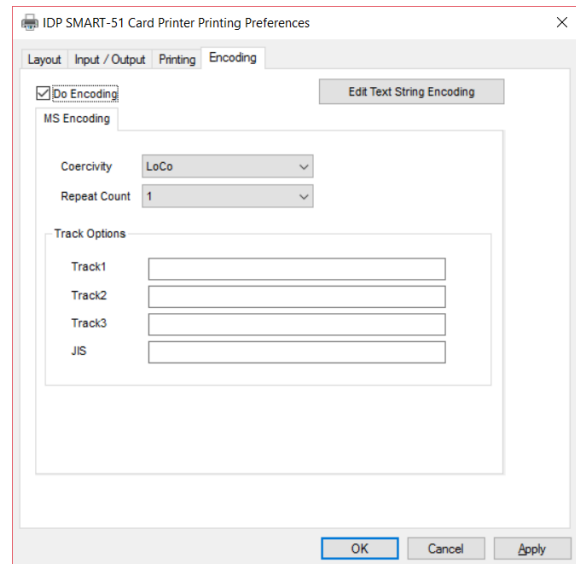 IDP SMART-51 Card Printer Printing Preferences
Layout Input / Output Printing Encoding
Do Encoding Edit Text String Encoding
MS Encoding
Coercivity LoCo
Repeat Count 1
Track Options
Track1
Track2
Track3
JIS
OK Cancel Apply